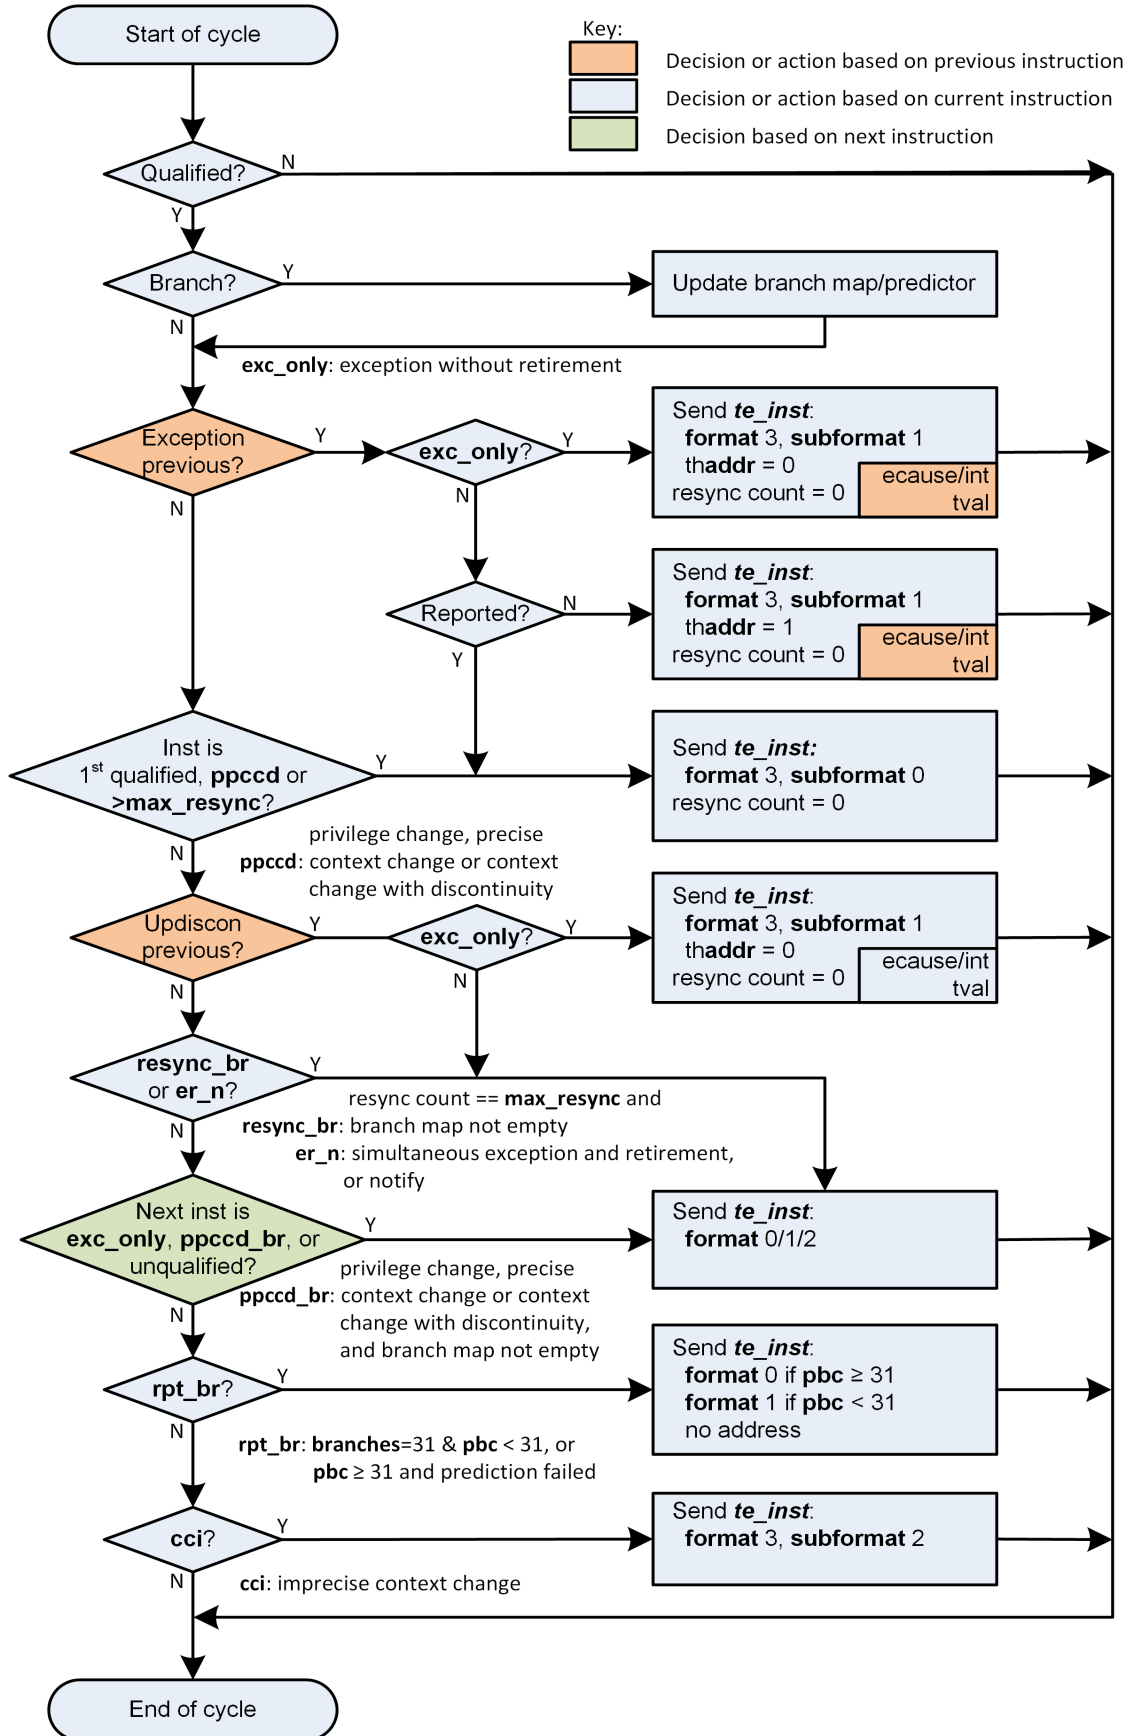 Start of cycle
Key:
Decision or action based on previous instruction
Decision or action based on current instruction
Decision based on next instruction
Qualified?
N
Y
Branch?
Y
Update branch map/predictor
N
exc_only: exception without retirement
Exception
previous?
Y
exc_only?
Y
Send te_inst:
format 3, subformat 1
thaddr = 0
resync count = 0
ecause/int
tval
N
N
Reported?
N
Send te_inst:
format 3, subformat 1
thaddr = 1
resync count = 0
ecause/int
tval
Y
Inst is
1st qualified, ppccd or
>max_resync?
Y
Send te_inst:
format 3, subformat 0
resync count = 0
N
privilege change, precise
ppccd: context change or context
change with discontinuity
Updiscon
previous?
Y
exc_only?
Y
Send te_inst:
format 3, subformat 1
thaddr = 0
resync count = 0
ecause/int
tval
N
N
resync_br
or er_n?
Y
resync count == max_resync and
resync_br: branch map not empty
er_n: simultaneous exception and retirement,
or notify
N
Next inst is
exc_only, ppccd_br, or
unqualified?
Y
Send te_inst:
format 0/1/2
privilege change, precise
ppccd_br: context change or context
change with discontinuity,
and branch map not empty
N
rpt_br?
Y
Send te_inst:
format 0 if pbc ≥ 31
format 1 if pbc < 31
no address
N
rpt_br: branches=31 & pbc < 31, or
pbc ≥ 31 and prediction failed
cci?
Y
Send te_inst:
format 3, subformat 2
N
cci: imprecise context change
End of cycle